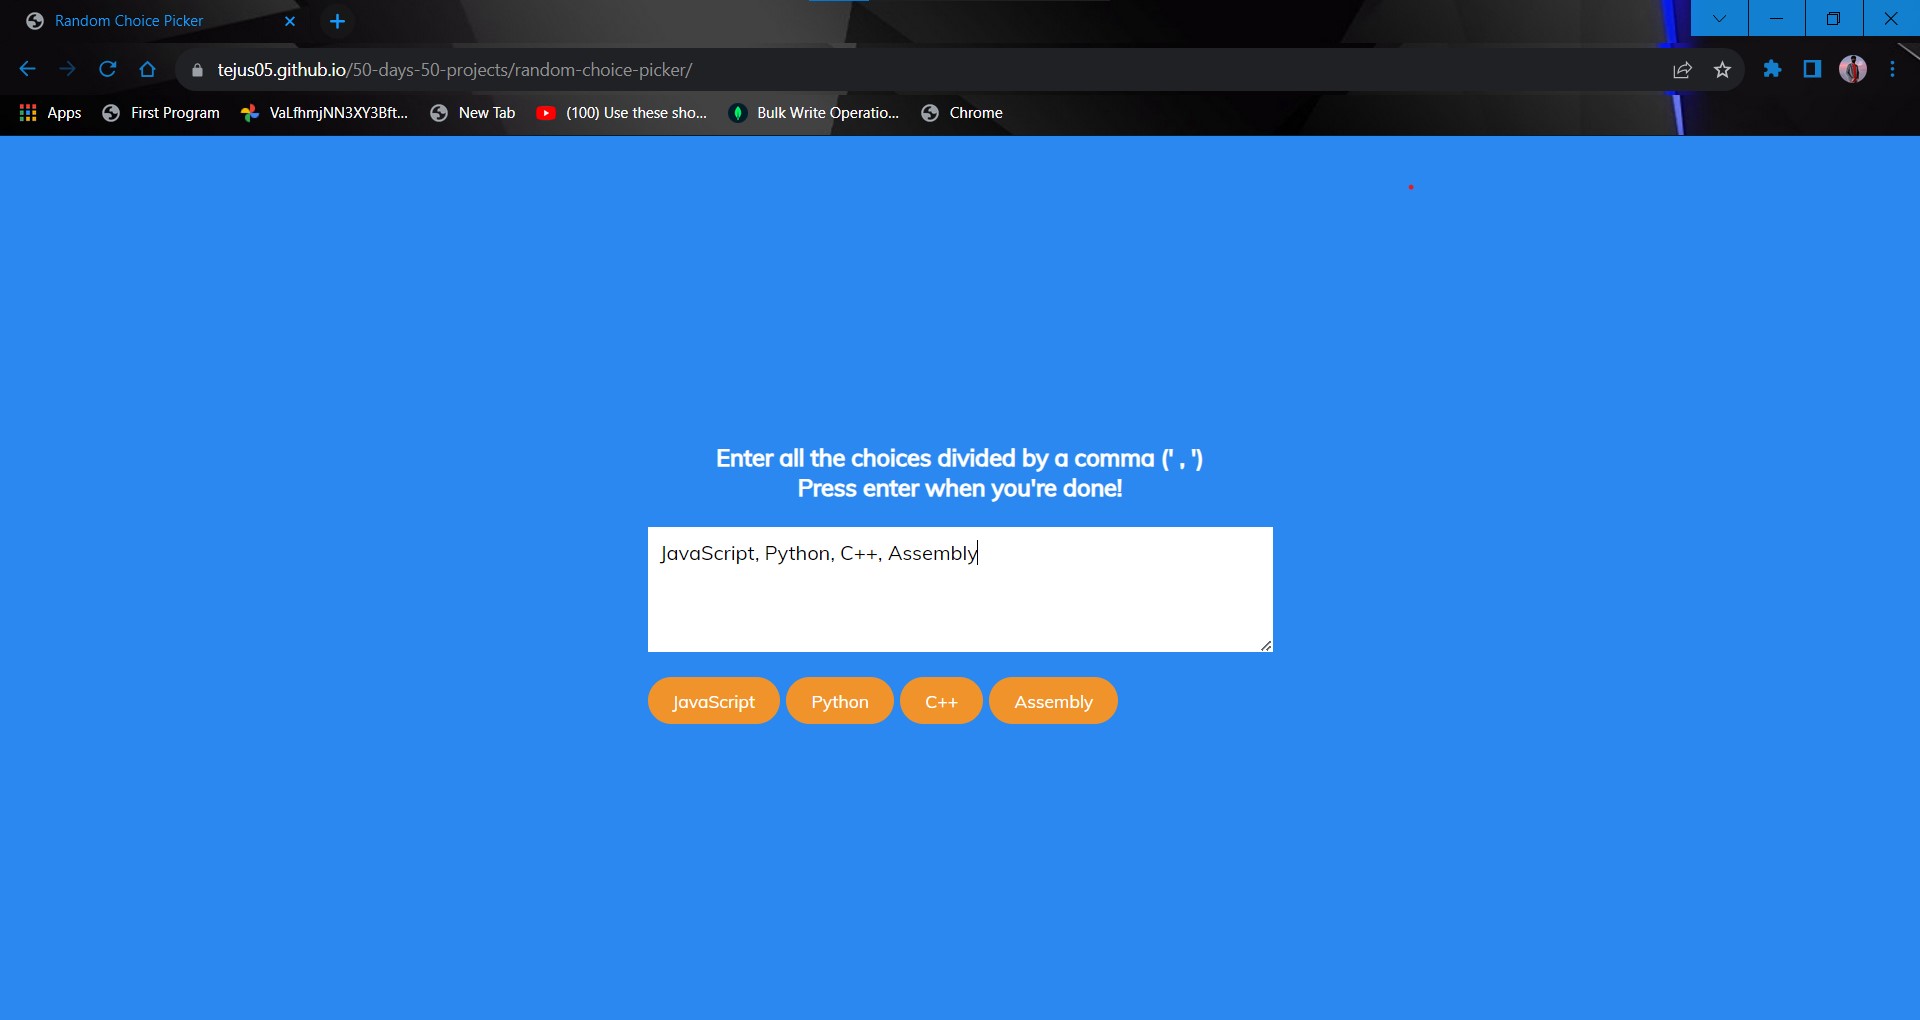 Random Choice Picker
tejus05.github.io/50-days-50-projects/random-choice-picker/
Apps First Program VaLfhmjNN3XY3Bft... New Tab (100) Use these sho... Bulk Write Operatio... Chrome
Enter all the choices divided by a comma (' , ')
Press enter when you're done!
JavaScript, Python, C++, Assembly
JavaScript Python C++ Assembly